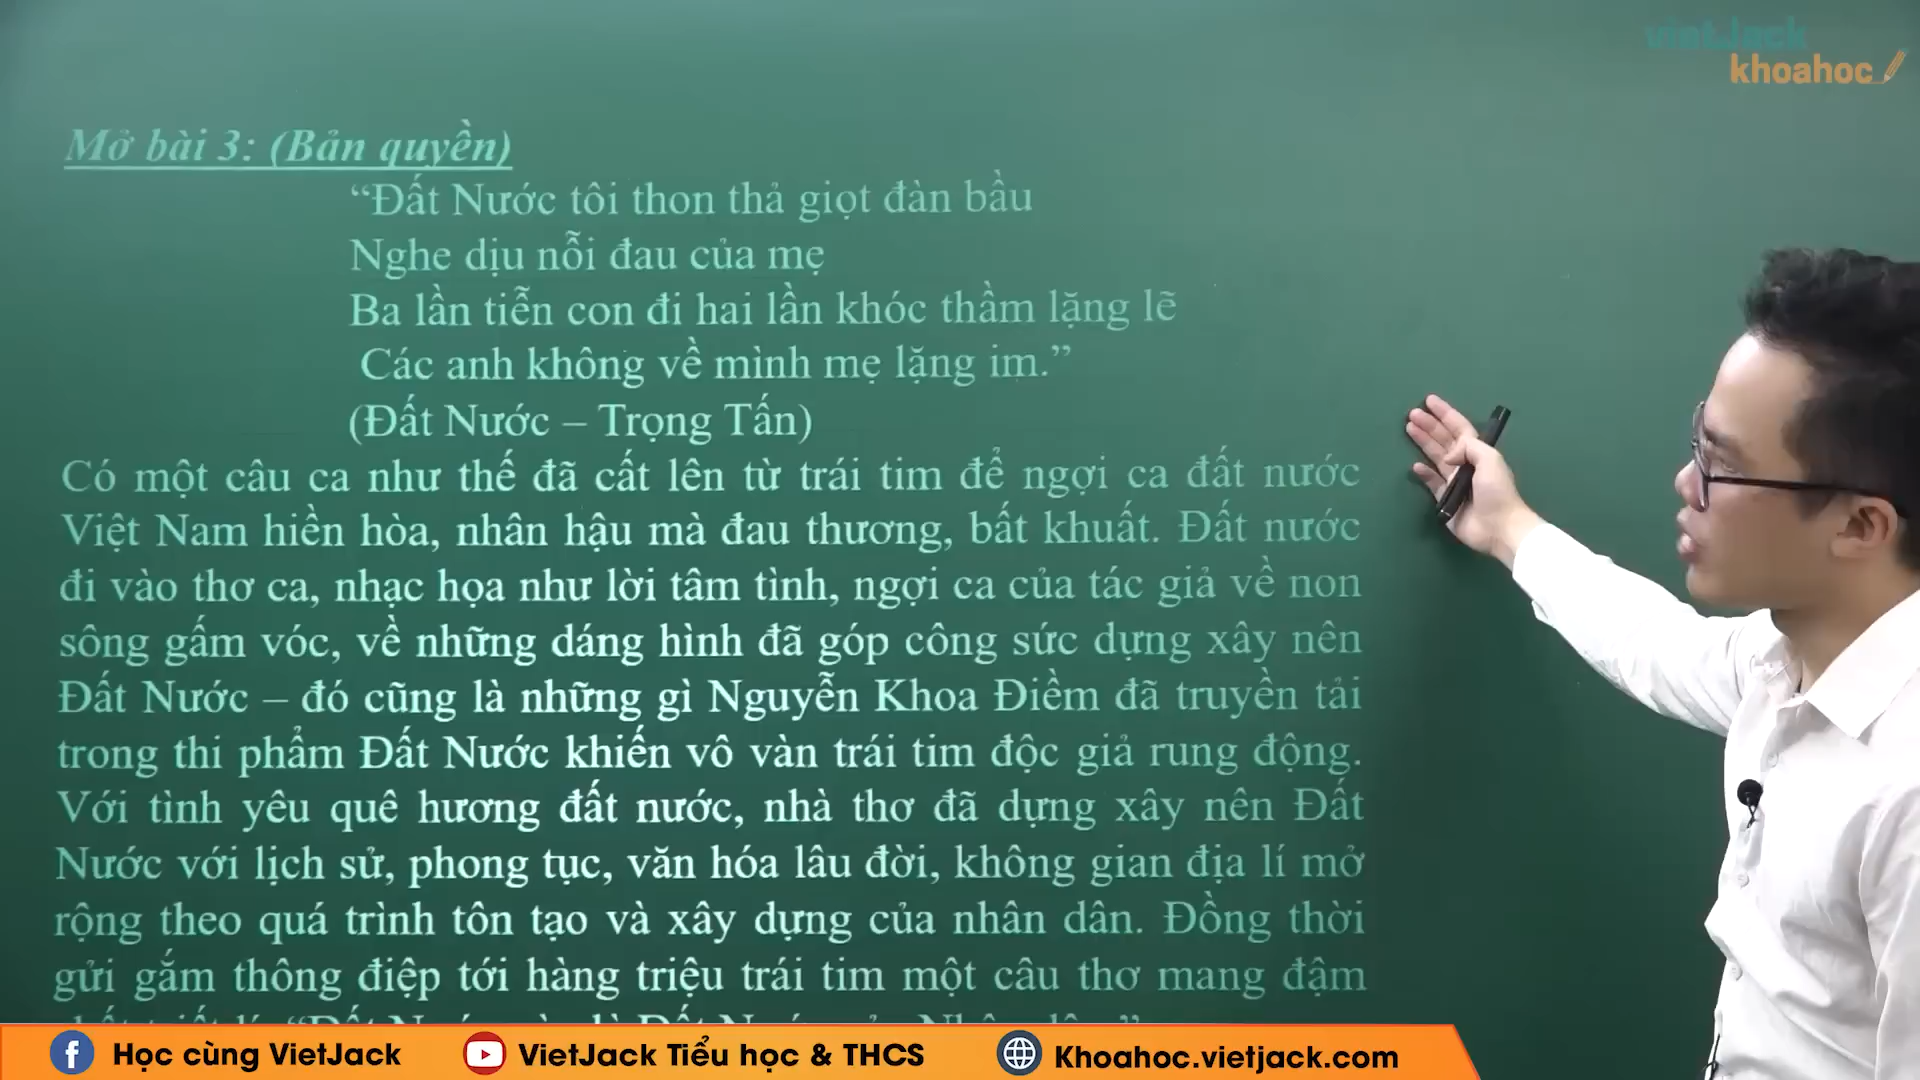 vietJack
khoahoc
Mở bài 3: (Bản quyền)
“Đất Nước tôi thon thả giọt đàn bầu
Nghe dịu nỗi đau của mẹ
Ba lần tiễn con đi hai lần khóc thầm lặng lẽ
Các anh không về mình mẹ lặng im.”
(Đất Nước – Trọng Tấn)
Có một câu ca như thế đã cất lên từ trái tim để ngợi ca đất nước
Việt Nam hiền hòa, nhân hậu mà đau thương, bất khuất. Đất nước
đi vào thơ ca, nhạc họa như lời tâm tình, ngợi ca của tác giả về non
sông gấm vóc, về những dáng hình đã góp công sức dựng xây nên
Đất Nước – đó cũng là những gì Nguyễn Khoa Điềm đã truyền tải
trong thi phẩm Đất Nước khiến vô vàn trái tim độc giả rung động.
Với tình yêu quê hương đất nước, nhà thơ đã dựng xây nên Đất
Nước với lịch sử, phong tục, văn hóa lâu đời, không gian địa lí mở
rộng theo quá trình tôn tạo và xây dựng của nhân dân. Đồng thời
gửi gắm thông điệp tới hàng triệu trái tim một câu thơ mang đậm
Học cùng VietJack
VietJack Tiểu học & THCS
Khoahoc.vietjack.com